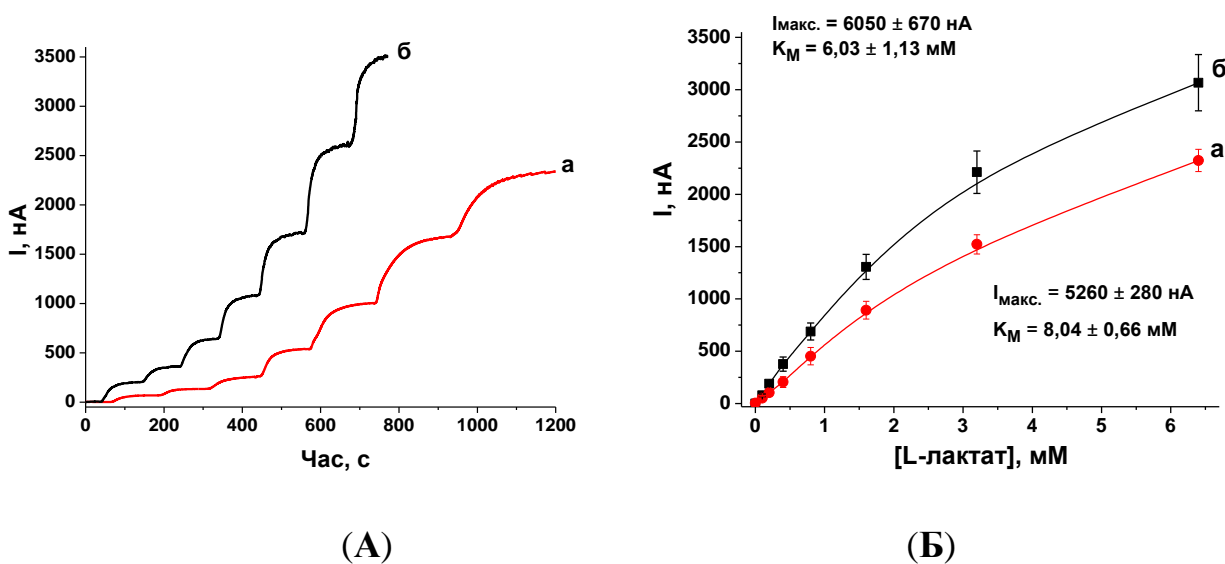 3500
3000
2500
2000
1500
1000
500
0
I, нА
б
а
0 200 400 600 800 1000 1200
Час, с
(А)
Iмакс. = 6050 ± 670 нА
KМ = 6,03 ± 1,13 мМ
3500
3000
2500
2000
1500
1000
500
0
I, нА
б
а
Iмакс. = 5260 ± 280 нА
KМ = 8,04 ± 0,66 мМ
0 1 2 3 4 5 6
[L-лактат], мМ
(Б)